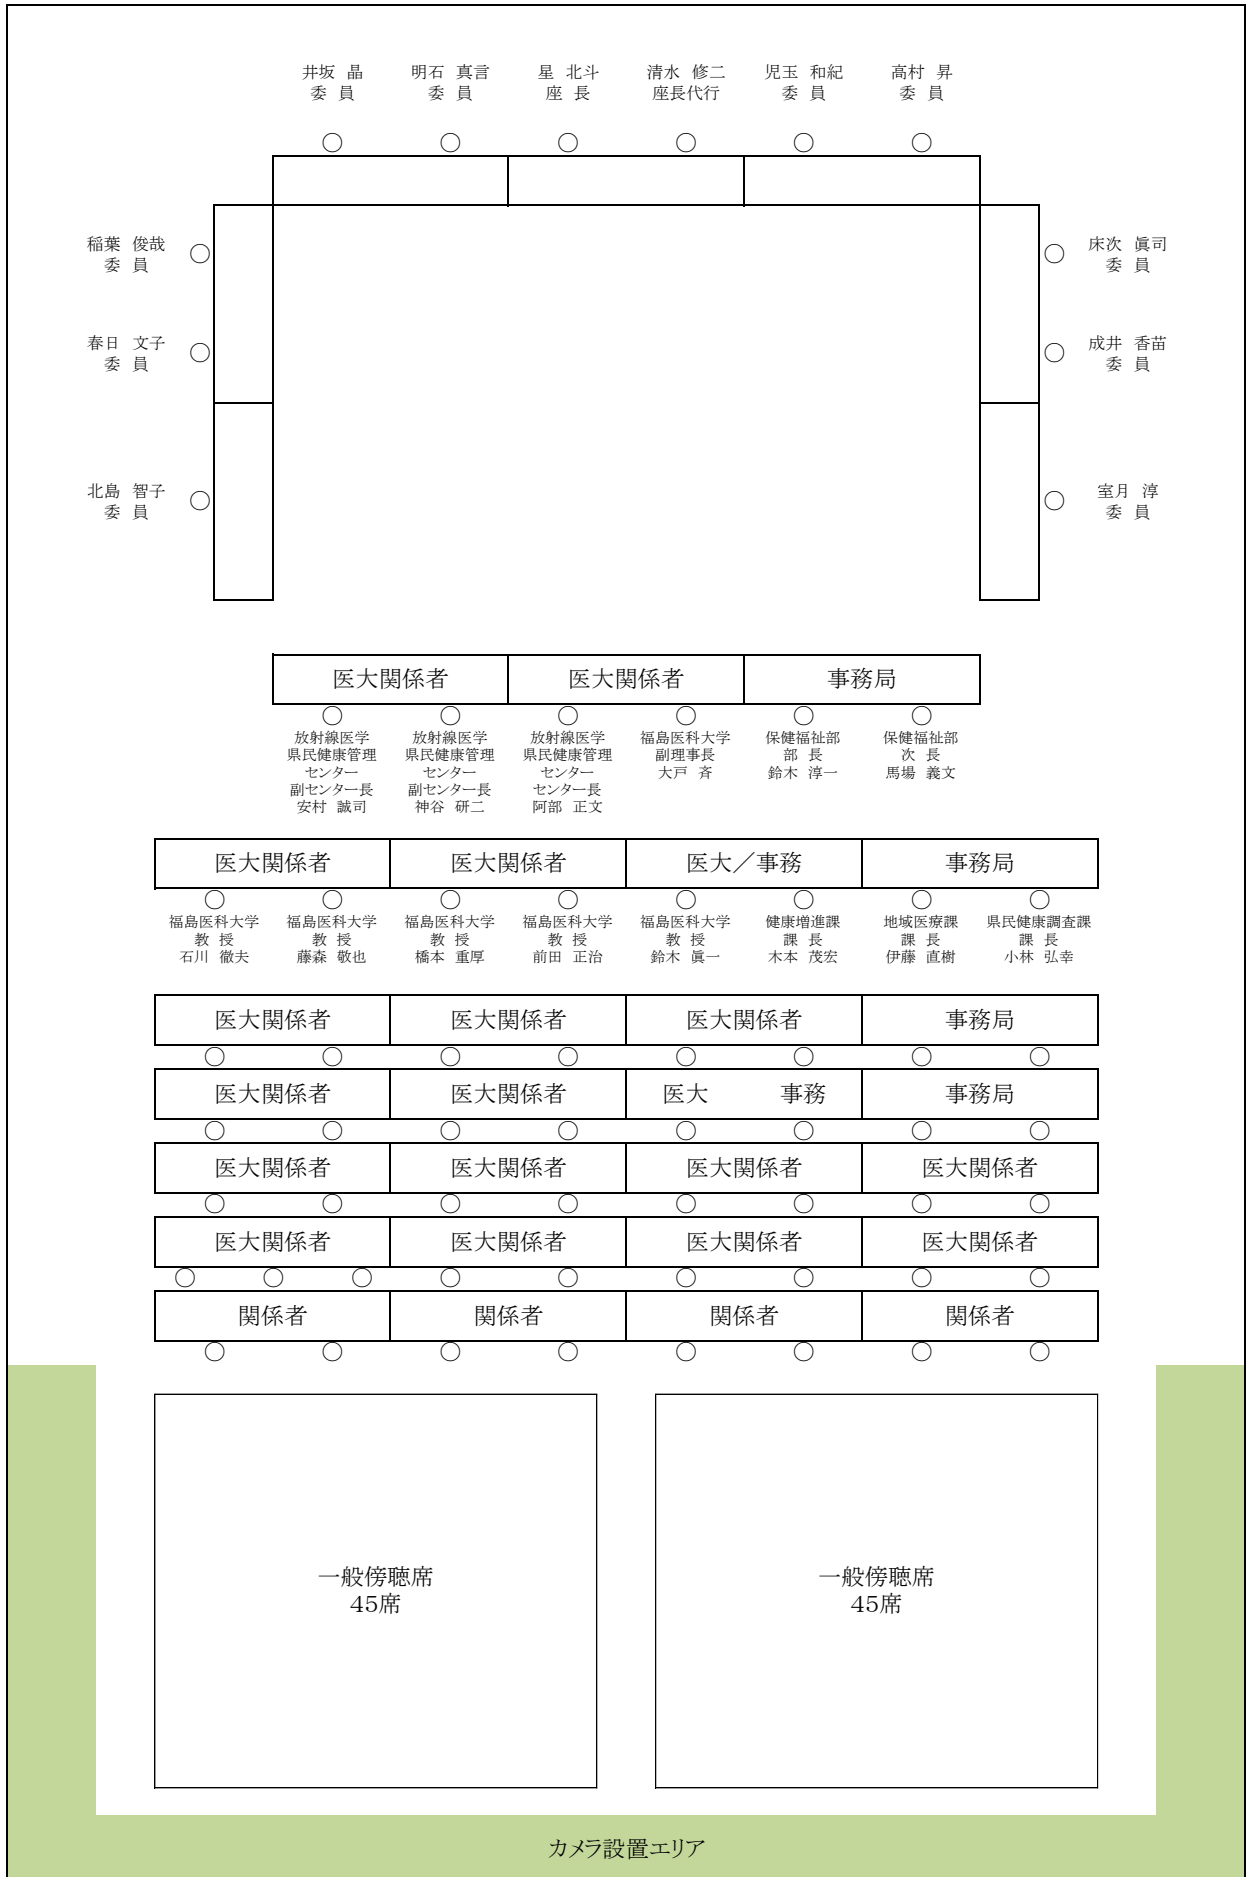 井坂 晶
委 員
明石 真言
委 員
星 北斗
座 長
清水 修二
座長代行
児玉 和紀
委 員
高村 昇
委 員
稲葉 俊哉
委 員
床次 眞司
委 員
春日 文子
委 員
成井 香苗
委 員
北島 智子
委 員
室月 淳
委 員
医大関係者
医大関係者
事務局
放射線医学
県民健康管理
センター
副センター長
安村 誠司
放射線医学
県民健康管理
センター
副センター長
神谷 研二
放射線医学
県民健康管理
センター
センター長
阿部 正文
福島医科大学
副理事長
大戸 斉
保健福祉部
部 長
鈴木 淳一
保健福祉部
次 長
馬場 義文
医大関係者
医大関係者
医大/事務
事務局
福島医科大学
教 授
石川 徹夫
福島医科大学
教 授
藤森 敬也
福島医科大学
教 授
橋本 重厚
福島医科大学
教 授
前田 正治
福島医科大学
教 授
鈴木 眞一
健康増進課
課 長
木本 茂宏
地域医療課
課 長
伊藤 直樹
県民健康調査課
課 長
小林 弘幸
医大関係者
医大関係者
医大関係者
事務局
医大関係者
医大関係者
医大 事務
事務局
医大関係者
医大関係者
医大関係者
医大関係者
医大関係者
医大関係者
医大関係者
医大関係者
関係者
関係者
関係者
関係者
一般傍聴席
45席
一般傍聴席
45席
カメラ設置エリア